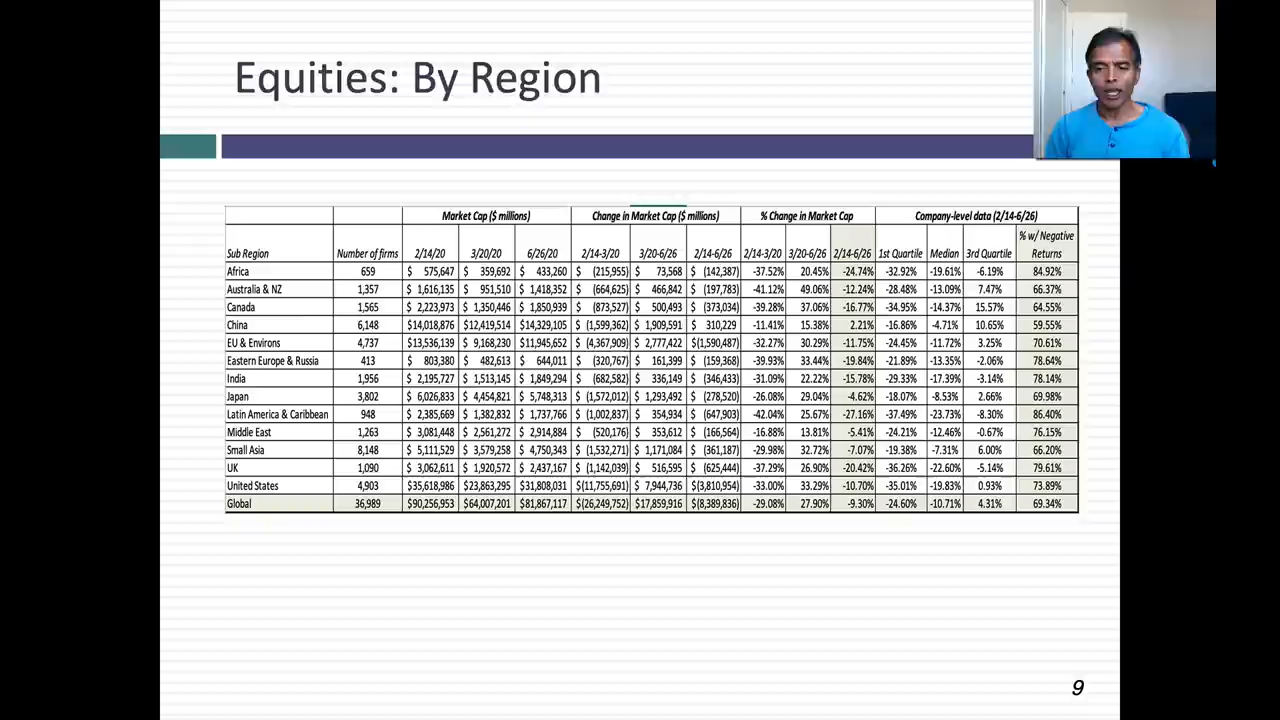 Equities: By Region
Market Cap ($ millions) Change in Market Cap ($ millions) % Change in Market Cap Company-level data (2/14-6/26)
Sub Region Number of firms 2/14/20 3/20/20 6/26/20 2/14-3/20 3/20-6/26 2/14-6/26 2/14-3/20 3/20-6/26 2/14-6/26 1st Quartile Median 3rd Quartile % w/ Negative Returns
Africa 659 $ 575,647 $ 359,692 $ 433,260 $ (215,955) $ 73,568 $ (142,387) -37.52% 20.45% -24.74% -32.92% -19.61% -6.19% 84.92%
Australia & NZ 1,357 $ 1,616,135 $ 951,510 $ 1,418,352 $ (664,625) $ 466,842 $ (197,783) -41.12% 49.06% -12.24% -28.48% -13.09% 7.47% 66.37%
Canada 1,565 $ 2,223,973 $ 1,350,446 $ 1,850,939 $ (873,527) $ 500,493 $ (373,034) -39.28% 37.06% -16.77% -34.95% -14.37% 15.57% 64.55%
China 6,148 $14,018,876 $12,419,514 $14,329,105 $ (1,599,362) $ 1,909,591 $ 310,229 -11.41% 15.38% 2.21% -16.86% -4.71% 10.65% 59.55%
EU & Environs 4,737 $13,536,139 $ 9,168,230 $11,945,652 $ (4,367,909) $ 2,777,422 $(1,590,487) -32.27% 30.29% -11.75% -24.45% -11.72% 3.25% 70.61%
Eastern Europe & Russia 413 $ 803,380 $ 482,613 $ 644,011 $ (320,767) $ 161,399 $ (159,368) -39.93% 33.44% -19.84% -21.89% -13.35% -2.06% 78.64%
India 1,956 $ 2,195,727 $ 1,513,145 $ 1,849,294 $ (682,582) $ 336,149 $ (346,433) -31.09% 22.22% -15.78% -29.33% -17.39% -3.14% 78.14%
Japan 3,802 $ 6,026,833 $ 4,454,821 $ 5,748,313 $ (1,572,012) $ 1,293,492 $ (278,520) -26.08% 29.04% -4.62% -18.07% -8.53% 2.66% 69.98%
Latin America & Caribbean 948 $ 2,385,669 $ 1,382,832 $ 1,737,766 $ (1,002,837) $ 354,934 $ (647,903) -42.04% 25.67% -27.16% -37.49% -23.73% -8.30% 86.40%
Middle East 1,263 $ 3,081,448 $ 2,561,272 $ 2,914,884 $ (520,176) $ 353,612 $ (166,564) -16.88% 13.81% -5.41% -24.21% -12.46% -0.67% 76.15%
Small Asia 8,148 $ 5,111,529 $ 3,579,258 $ 4,750,343 $ (1,532,271) $ 1,171,084 $ (361,187) -29.98% 32.72% -7.07% -19.38% -7.31% 6.00% 66.20%
UK 1,090 $ 3,062,611 $ 1,920,572 $ 2,437,167 $ (1,142,039) $ 516,595 $ (625,444) -37.29% 26.90% -20.42% -36.26% -22.60% -5.14% 79.61%
United States 4,903 $35,618,986 $23,863,295 $31,808,031 $(11,755,691) $ 7,944,736 $(3,810,954) -33.00% 33.29% -10.70% -35.01% -19.83% 0.93% 73.89%
Global 36,989 $90,256,953 $64,007,201 $81,867,117 $(26,249,752) $17,859,916 $(8,389,836) -29.08% 27.90% -9.30% -24.60% -10.71% 4.31% 69.34%
9